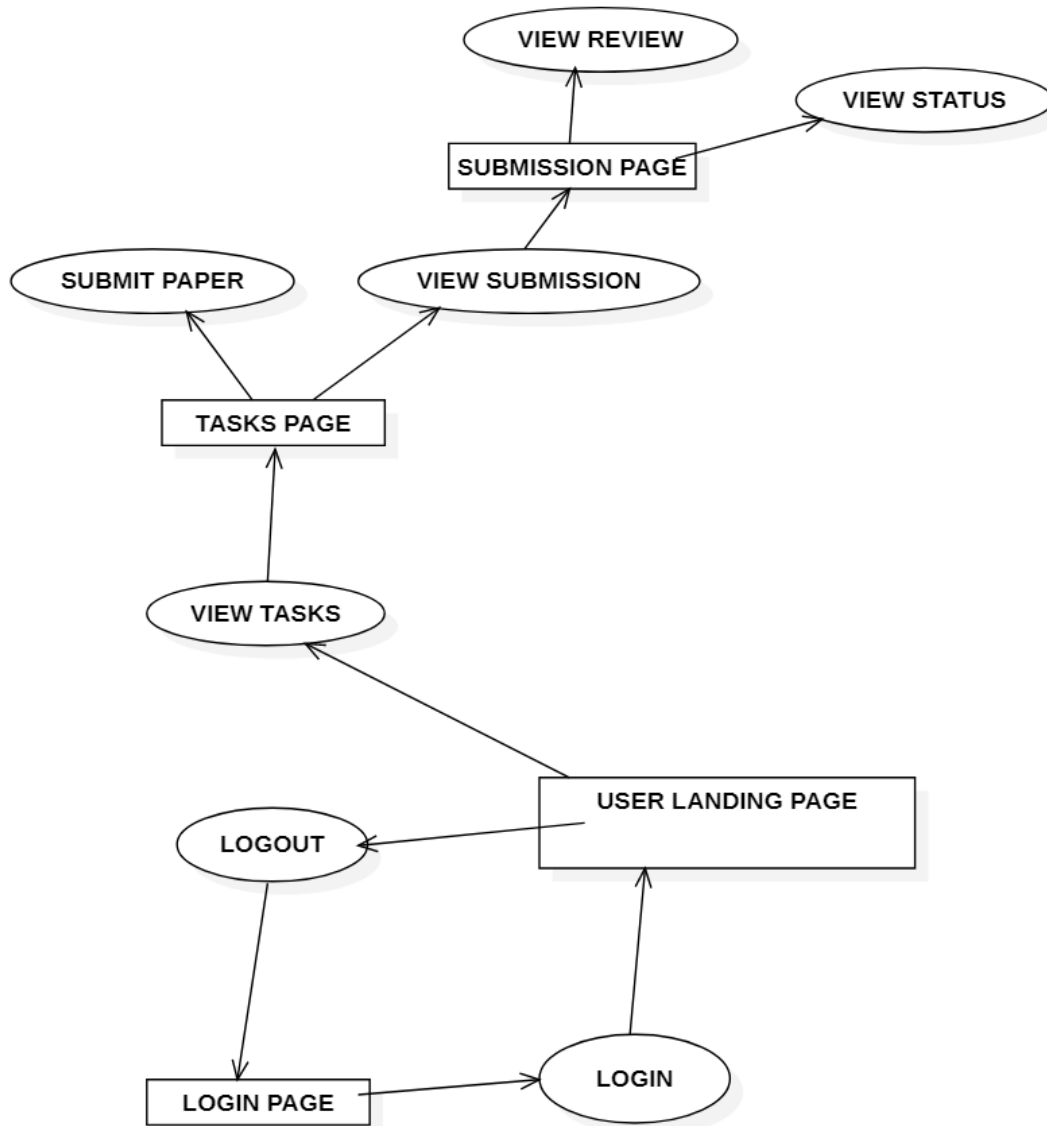 VIEW REVIEW
VIEW STATUS
SUBMISSION PAGE
SUBMIT PAPER
VIEW SUBMISSION
TASKS PAGE
VIEW TASKS
USER LANDING PAGE
LOGOUT
LOGIN
LOGIN PAGE